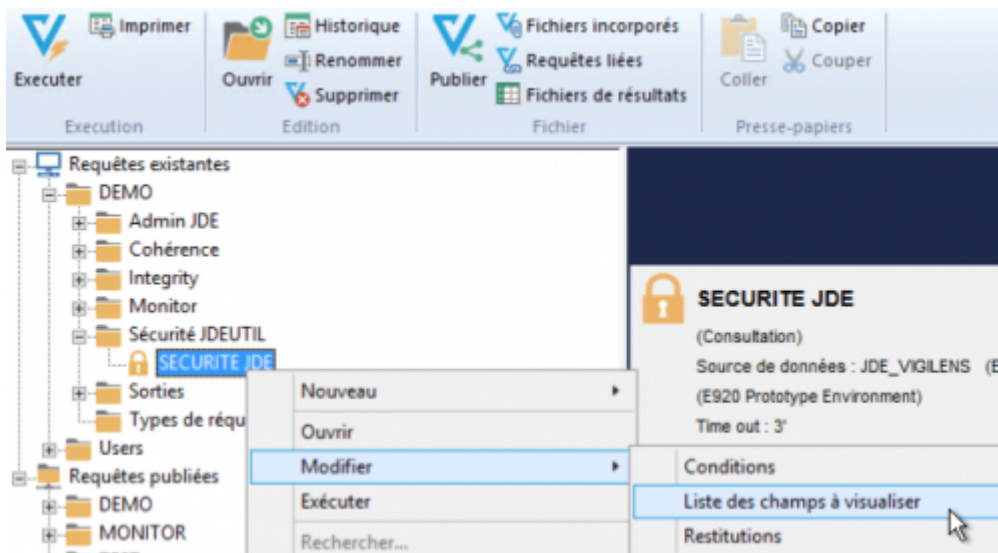 Imprimer
Executer
Execution
Ouvrir
Historique
Renommer
Supprimer
Edition
Publier
Fichiers incorporés
Requêtes liées
Fichiers de résultats
Fichier
Coller
Copier
Couper
Presse-papiers
Requêtes existantes
DEMO
Admin JDE
Cohérence
Integrity
Monitor
Sécurité JDEUTIL
SECURITE JDE
Sorties
Types de réqu
Users
Requêtes publiées
DEMO
MONITOR
Nouveau
Ouvrir
Modifier
Exécuter
Rechercher...
Conditions
Liste des champs à visualiser
Restitutions
SECURITE JDE
(Consultation)
Source de données : JDE_VIGILENS (E
(E920 Prototype Environment)
Time out : 3'